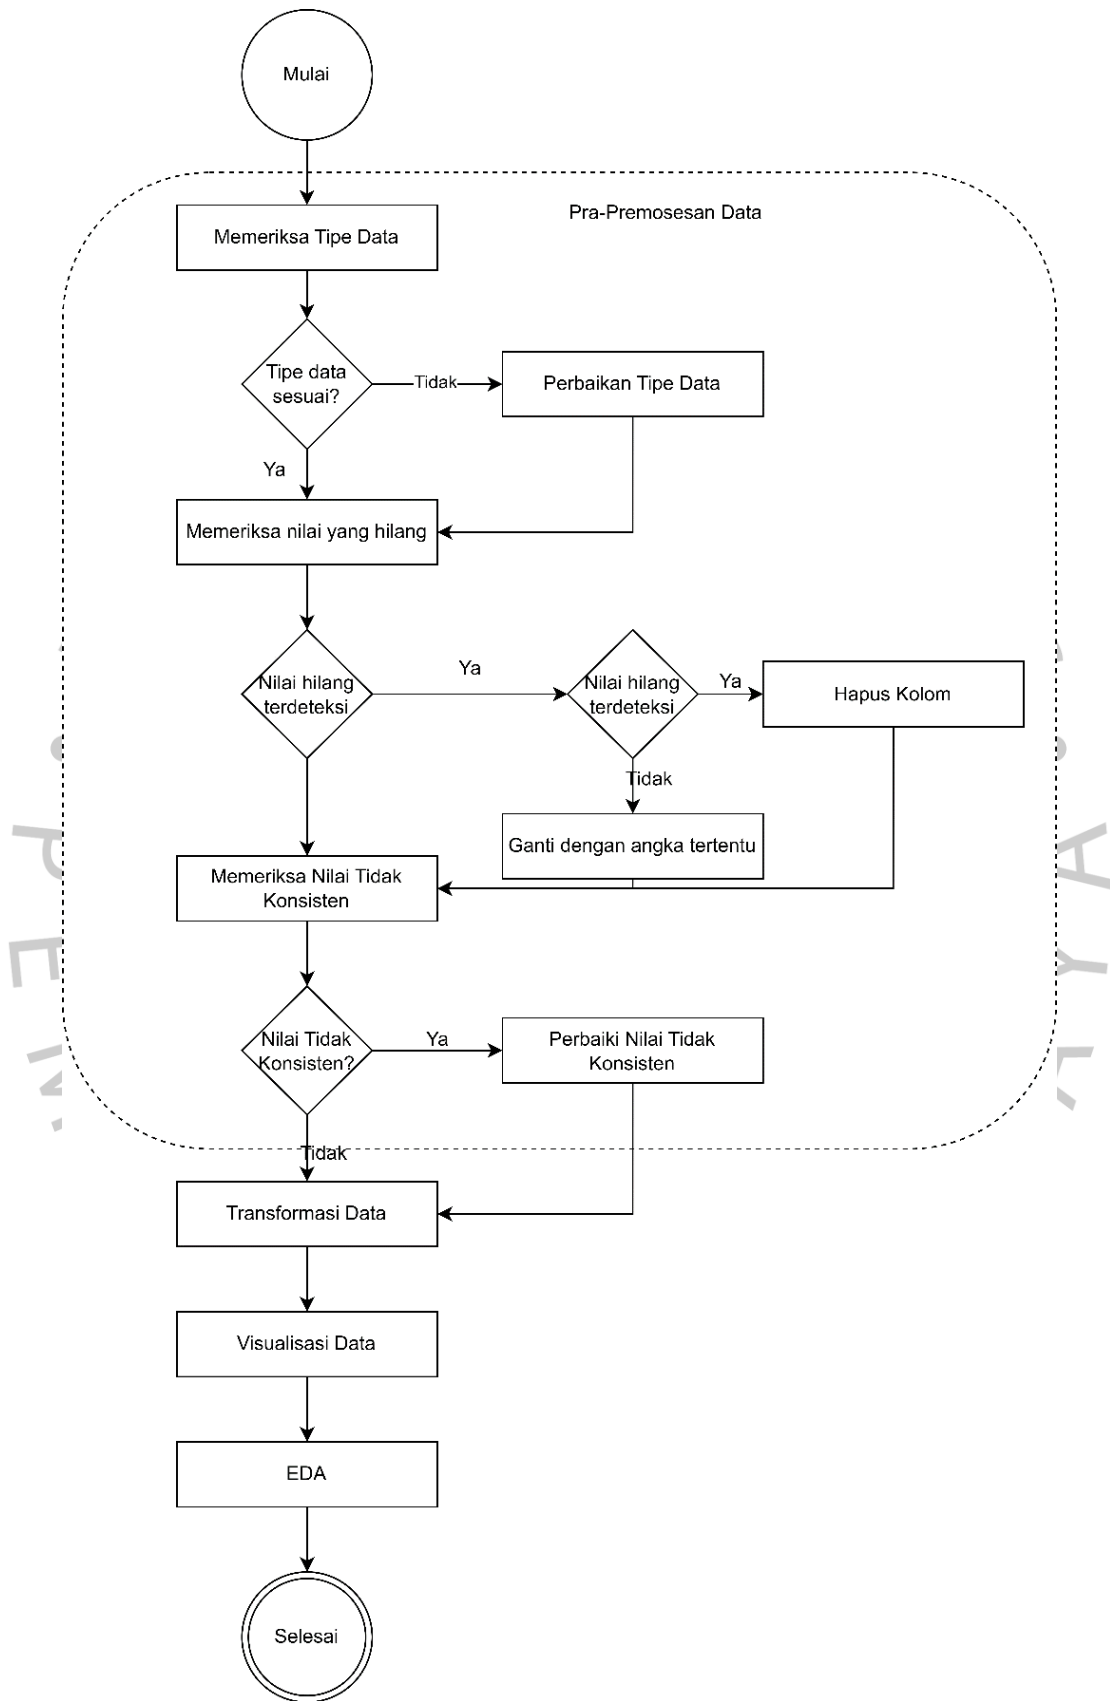 Mulai
Pra-Premosesan Data
Memeriksa Tipe Data
Tipe data
sesuai?
Tidak
Perbaikan Tipe Data
Ya
Memeriksa nilai yang hilang
Nilai hilang
terdeteksi
Ya
Nilai hilang
terdeteksi
Ya
Hapus Kolom
Tidak
Ganti dengan angka tertentu
Memeriksa Nilai Tidak
Konsisten
Nilai Tidak
Konsisten?
Ya
Perbaiki Nilai Tidak
Konsisten
Tidak
Transformasi Data
Visualisasi Data
EDA
Selesai